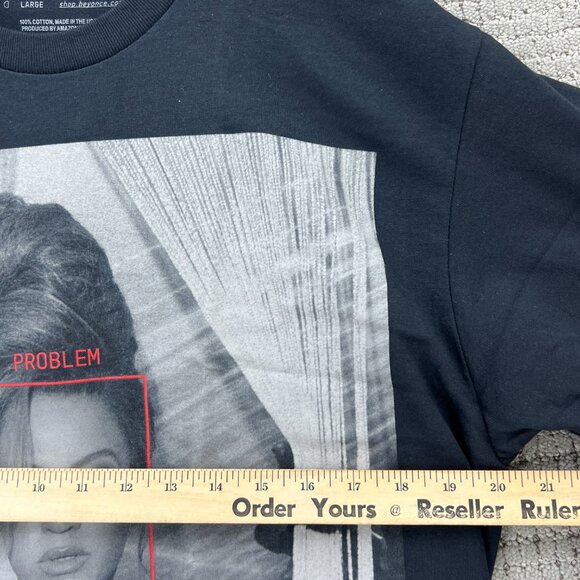 LARGE shop.beyonce.com
100% COTTON, MADE IN THE
PRODUCED BY AMAZON
PROBLEM
10 11 12 13 14 15 16 17 18 19 20 21
Order Yours @ Reseller Ruler